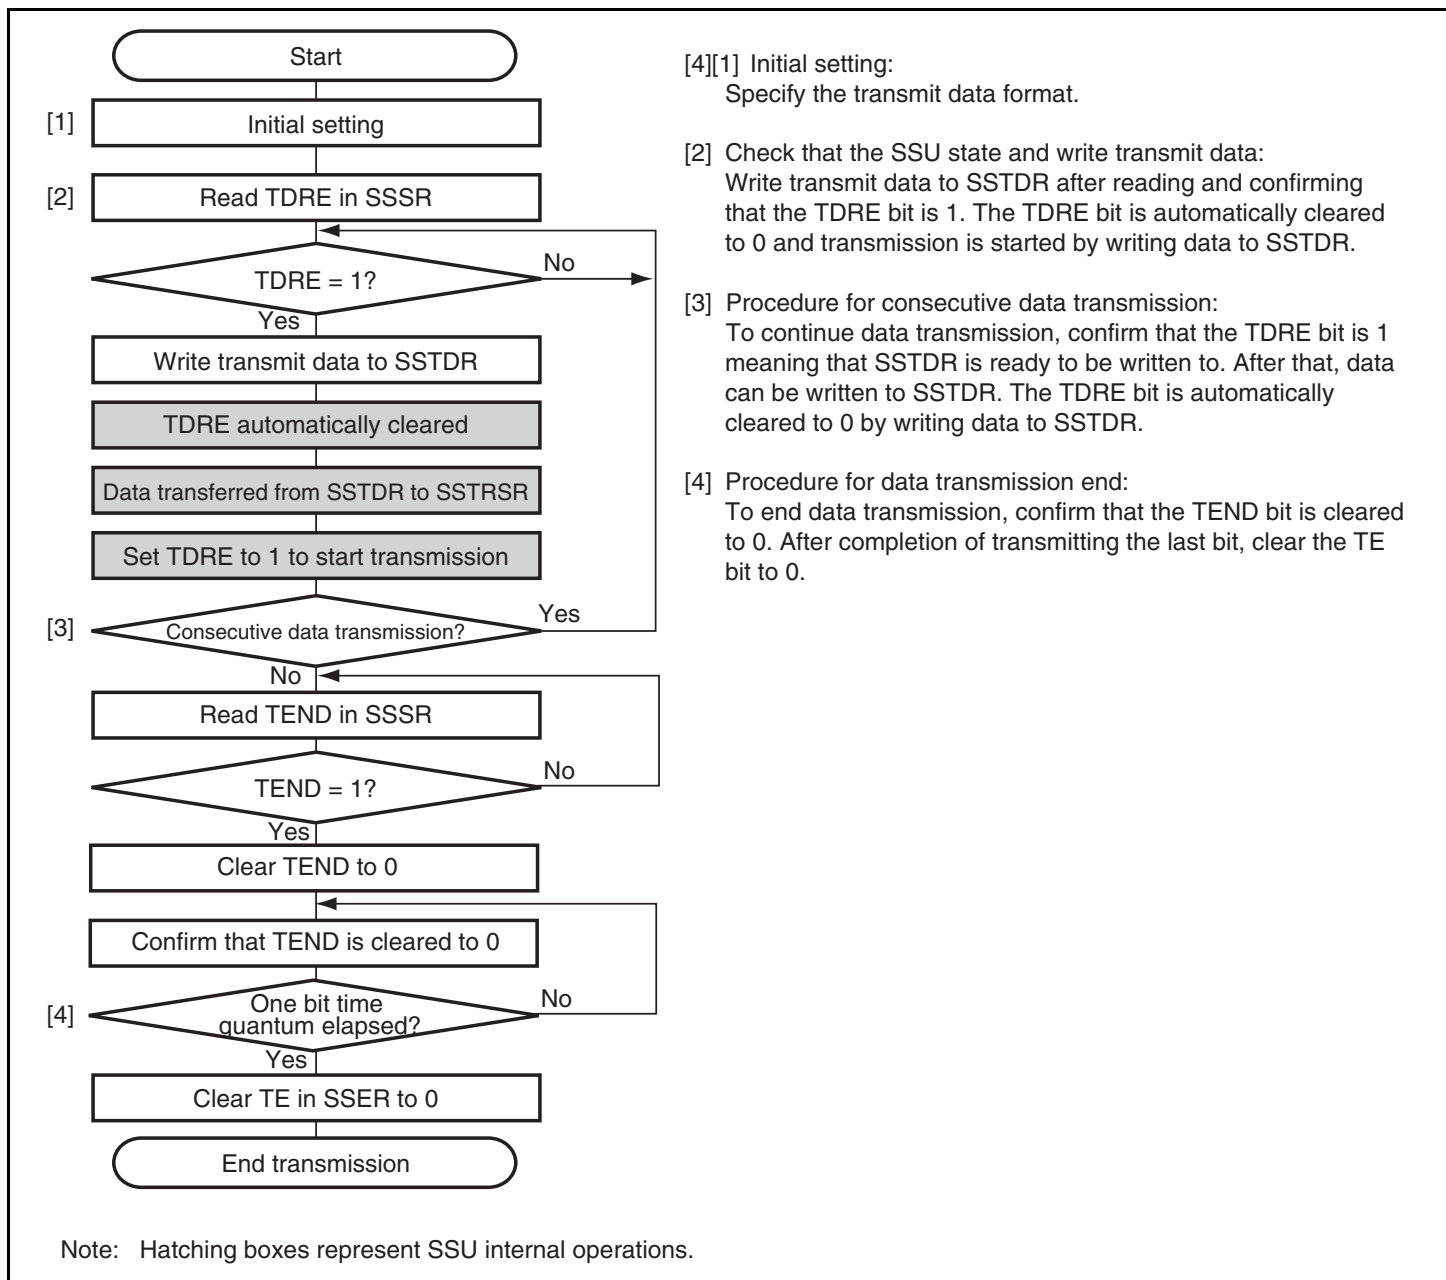 Start
[1] Initial setting
[2] Read TDRE in SSSR
TDRE = 1?
No
Yes
Write transmit data to SSTDR
TDRE automatically cleared
Data transferred from SSTDR to SSTRSR
Set TDRE to 1 to start transmission
[3] Consecutive data transmission?
Yes
No
Read TEND in SSSR
TEND = 1?
No
Yes
Clear TEND to 0
Confirm that TEND is cleared to 0
[4] One bit time
quantum elapsed?
No
Yes
Clear TE in SSER to 0
End transmission
[4][1] Initial setting:
Specify the transmit data format.
[2] Check that the SSU state and write transmit data:
Write transmit data to SSTDR after reading and confirming
that the TDRE bit is 1. The TDRE bit is automatically cleared
to 0 and transmission is started by writing data to SSTDR.
[3] Procedure for consecutive data transmission:
To continue data transmission, confirm that the TDRE bit is 1
meaning that SSTDR is ready to be written to. After that, data
can be written to SSTDR. The TDRE bit is automatically
cleared to 0 by writing data to SSTDR.
[4] Procedure for data transmission end:
To end data transmission, confirm that the TEND bit is cleared
to 0. After completion of transmitting the last bit, clear the TE
bit to 0.
Note: Hatching boxes represent SSU internal operations.